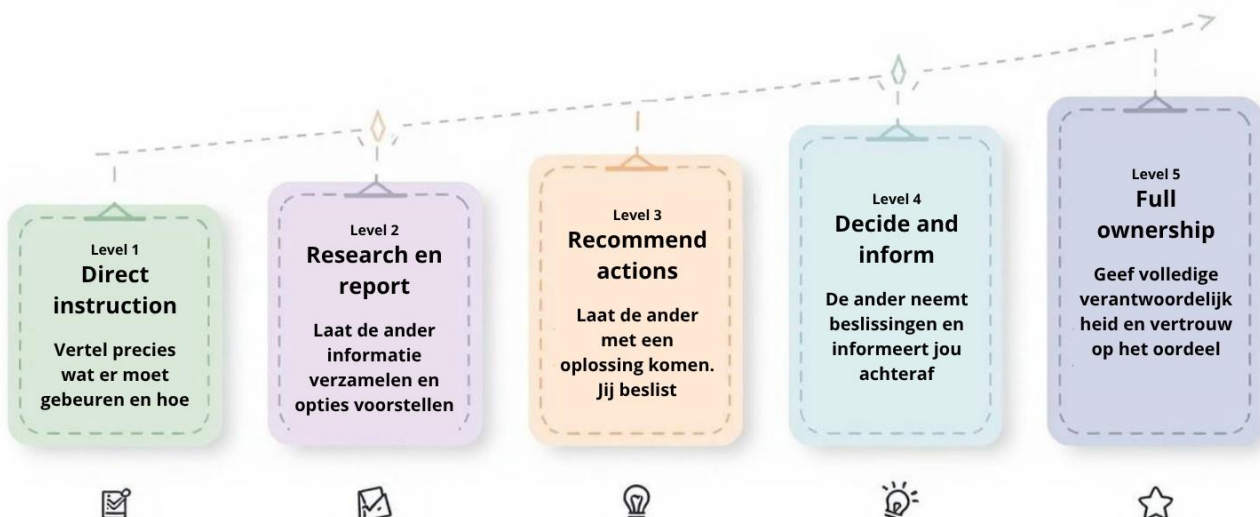 Level 1
Direct
instruction
Vertel precies
wat er moet
gebeuren en hoe
Level 2
Research en
report
Laat de ander
informatie
verzamelen en
opties voorstellen
Level 3
Recommend
actions
Laat de ander
met een
oplossing komen.
Jij beslist
Level 4
Decide and
inform
De ander neemt
beslissingen en
informeert jou
achteraf
Level 5
Full
ownership
Geef volledige
verantwoordelijk
heid en vertrouw
op het oordeel